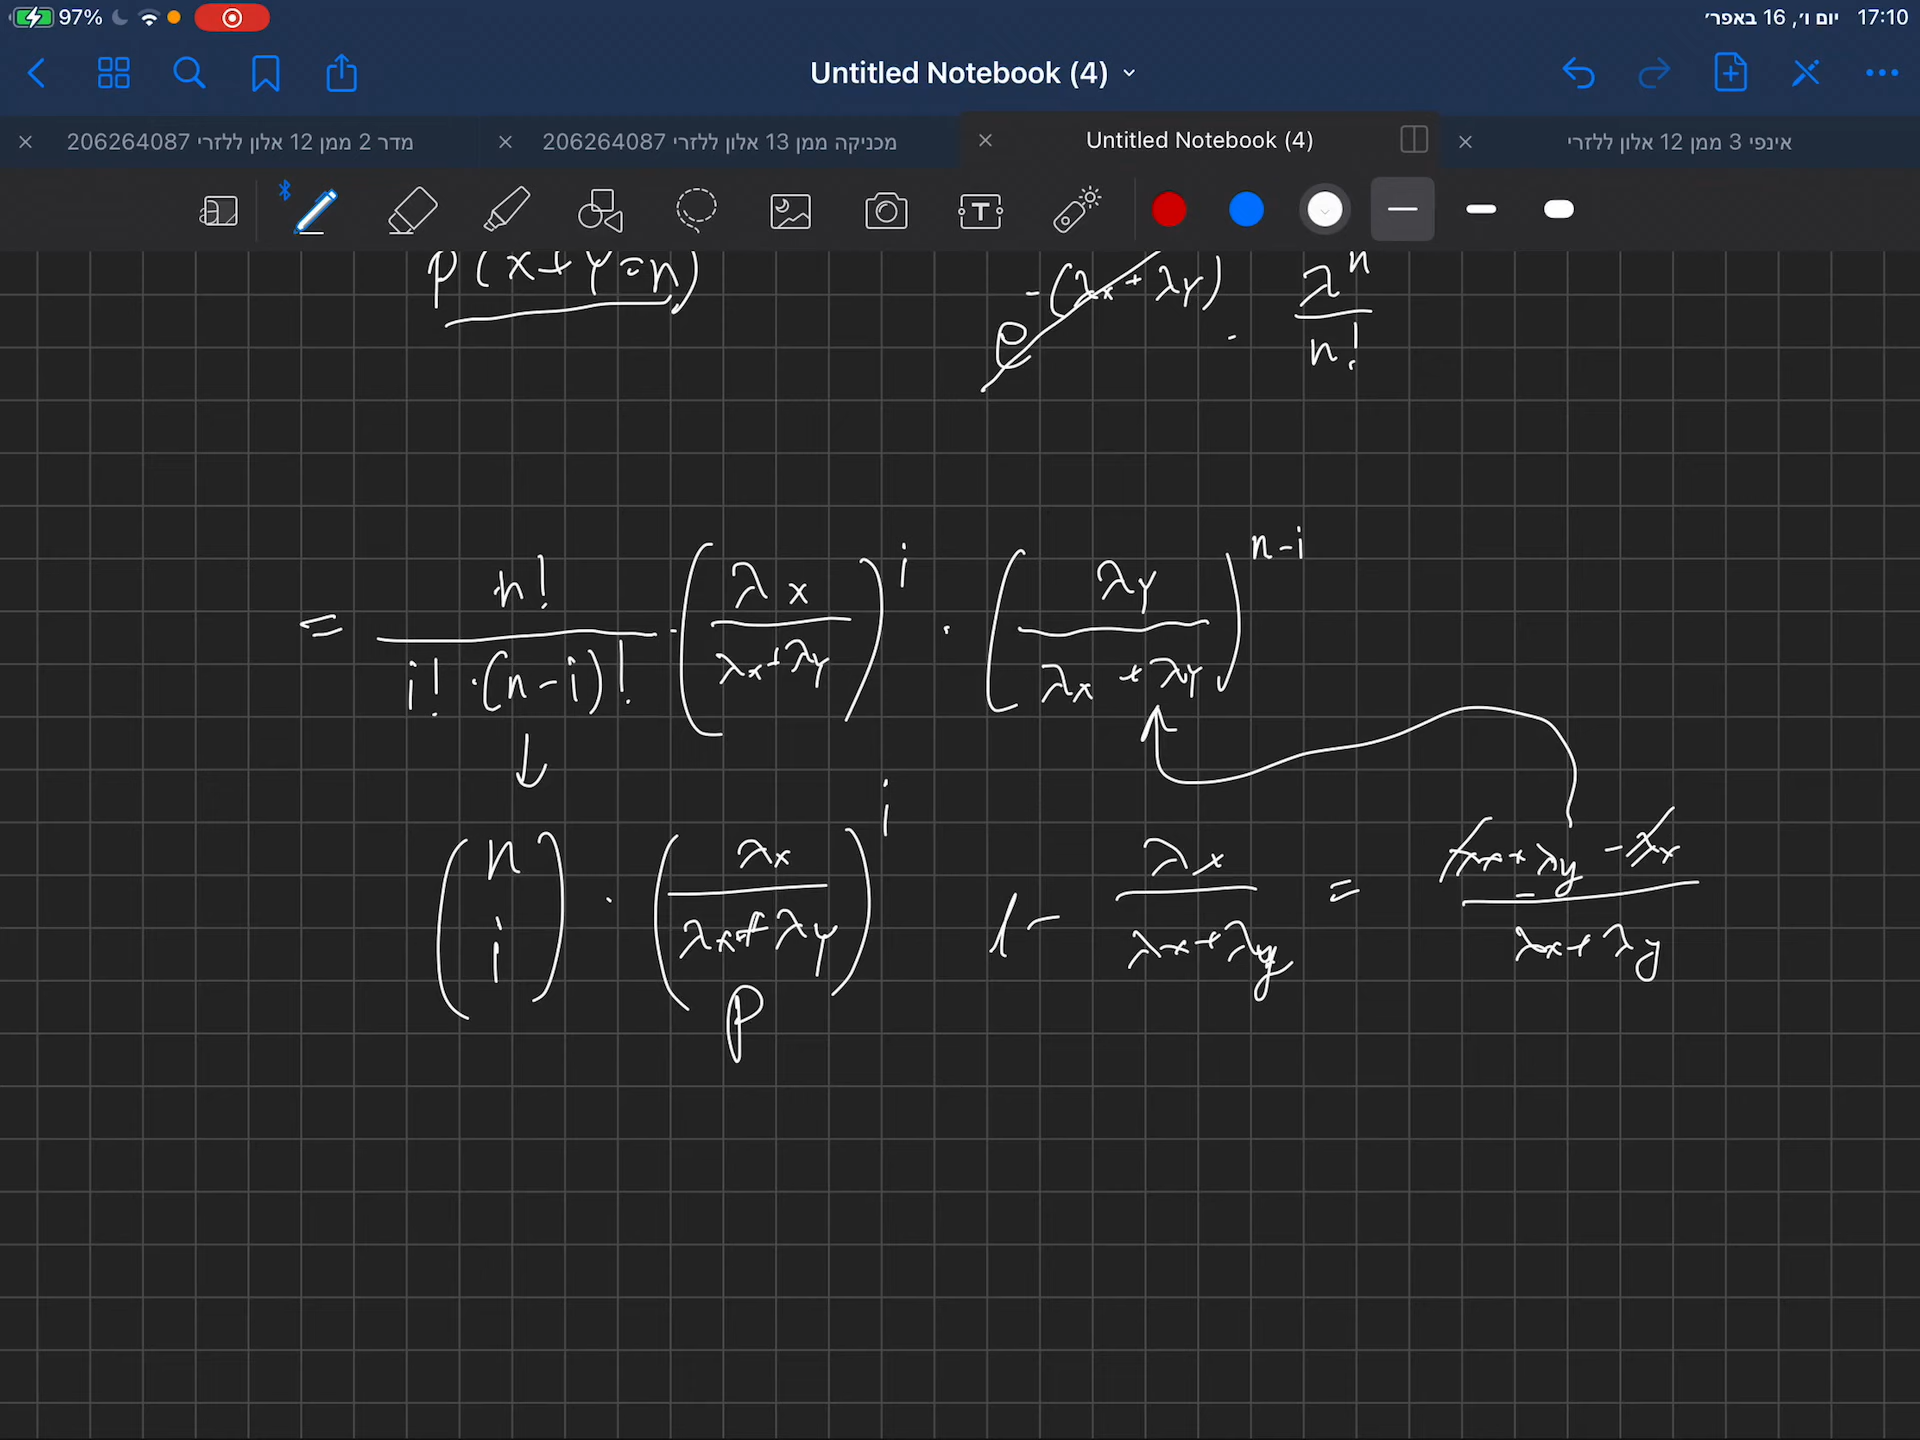 97% 17:10 יום ו׳, 16 באפר׳
Untitled Notebook (4)
מדר 2 ממן 12 אלון ללזרי 206264087
מכניקה ממן 13 אלון ללזרי 206264087
Untitled Notebook (4)
אינפי 3 ממן 12 אלון ללזרי
T
P(x+y=n) e^{-(λx+λy)} · λ^n / n!
= n! / (i!·(n-i)!) · (λx / (λx+λy))^i · (λy / (λx+λy))^{n-i}
↓
(n i) · (λx / (λx+λy))^i 1- λx / (λx+λy) = (λx+λy-λx) / (λx+λy)
p